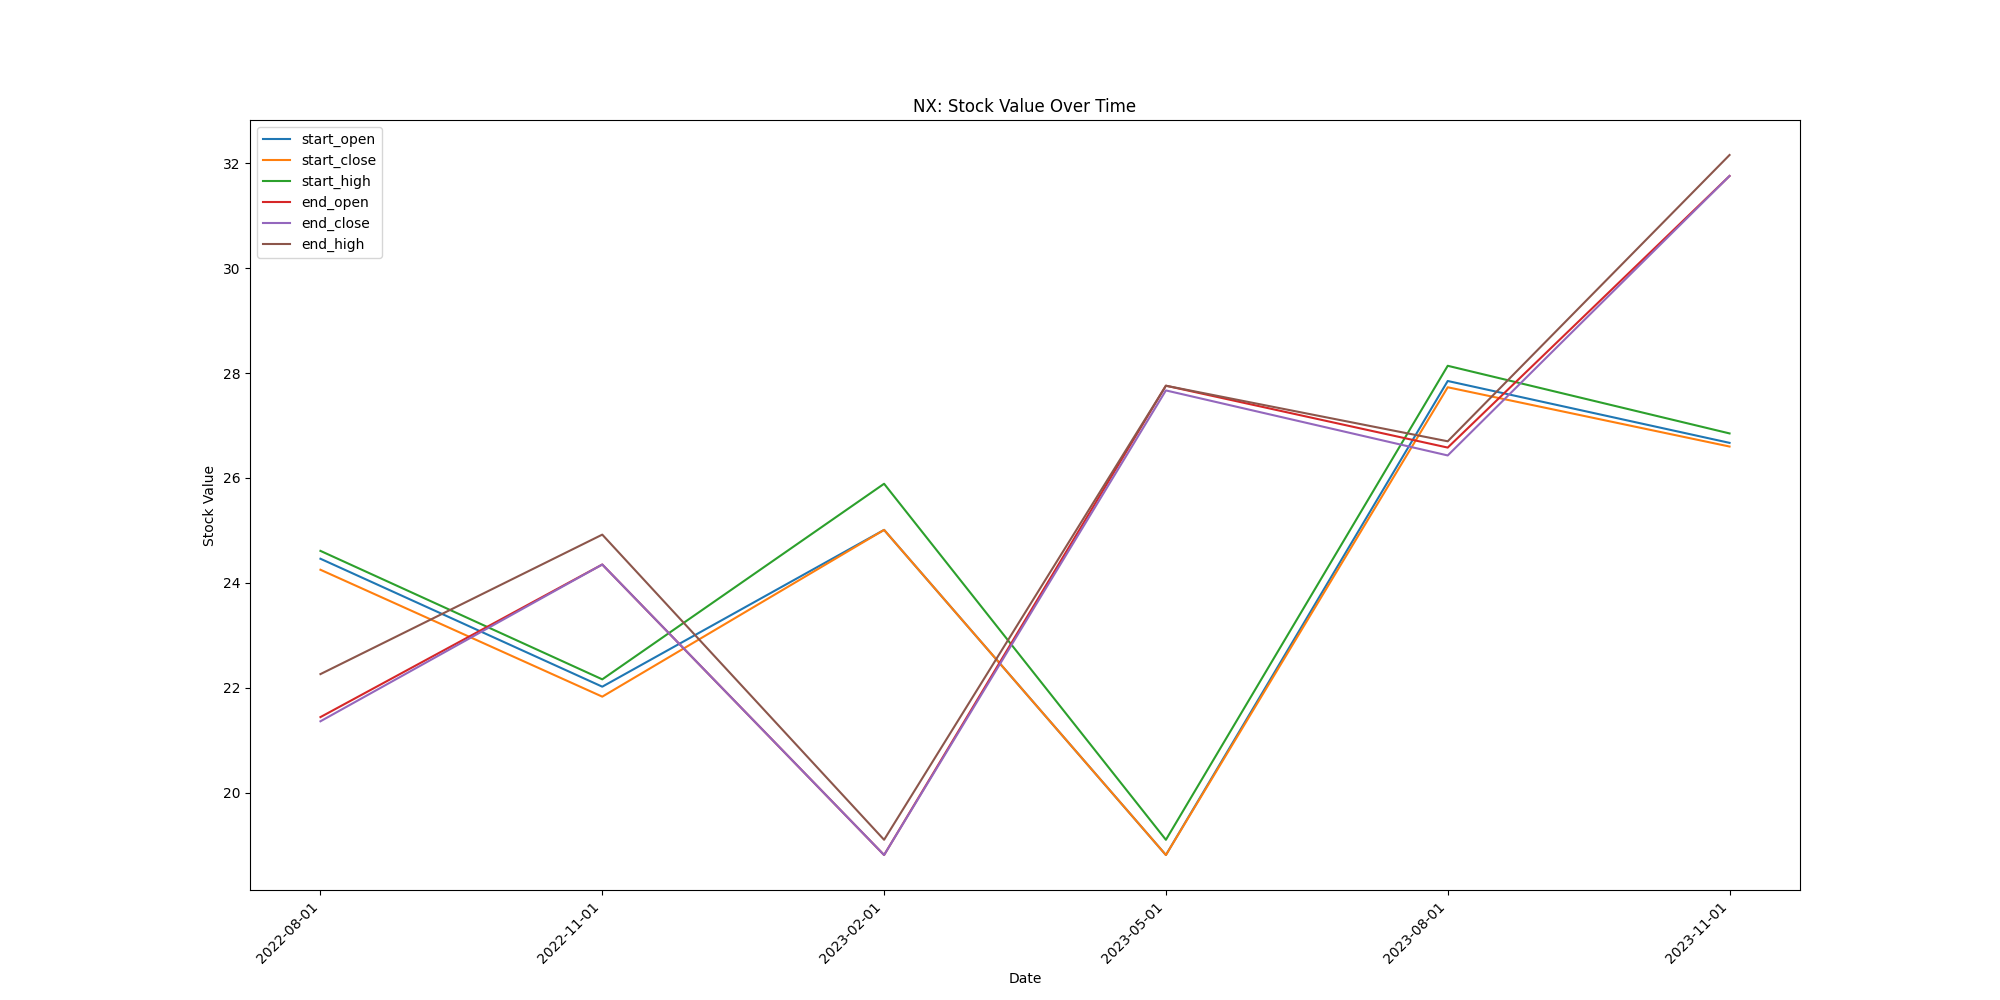 NX: Stock Value Over Time
start_open
start_close
start_high
end_open
end_close
end_high
32
30
28
26
24
22
20
Stock Value
2022-08-01
2022-11-01
2023-02-01
2023-05-01
2023-08-01
2023-11-01
Date